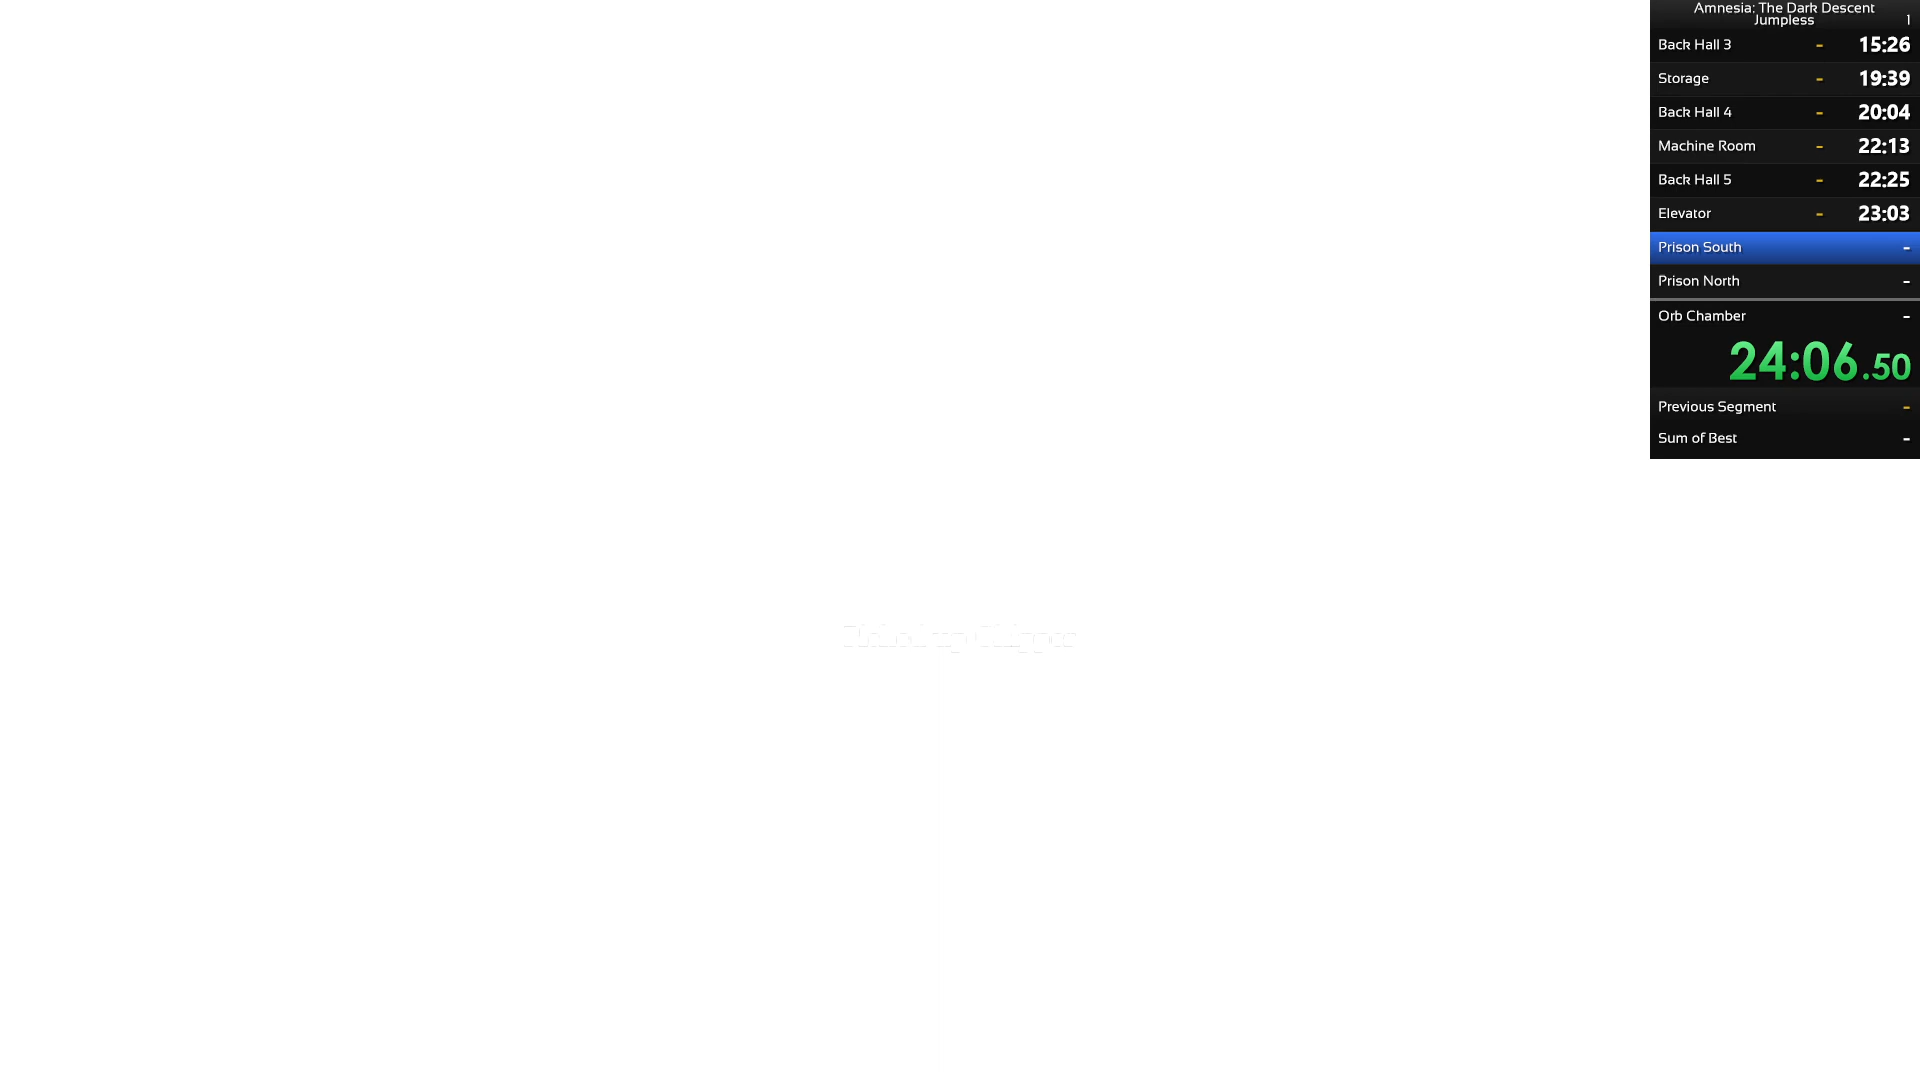 Amnesia: The Dark Descent
Jumpless 1
Back Hall 3 - 15:26
Storage - 19:39
Back Hall 4 - 20:04
Machine Room - 22:13
Back Hall 5 - 22:25
Elevator - 23:03
Prison South -
Prison North -
Orb Chamber -
24:06.50
Previous Segment -
Sum of Best -